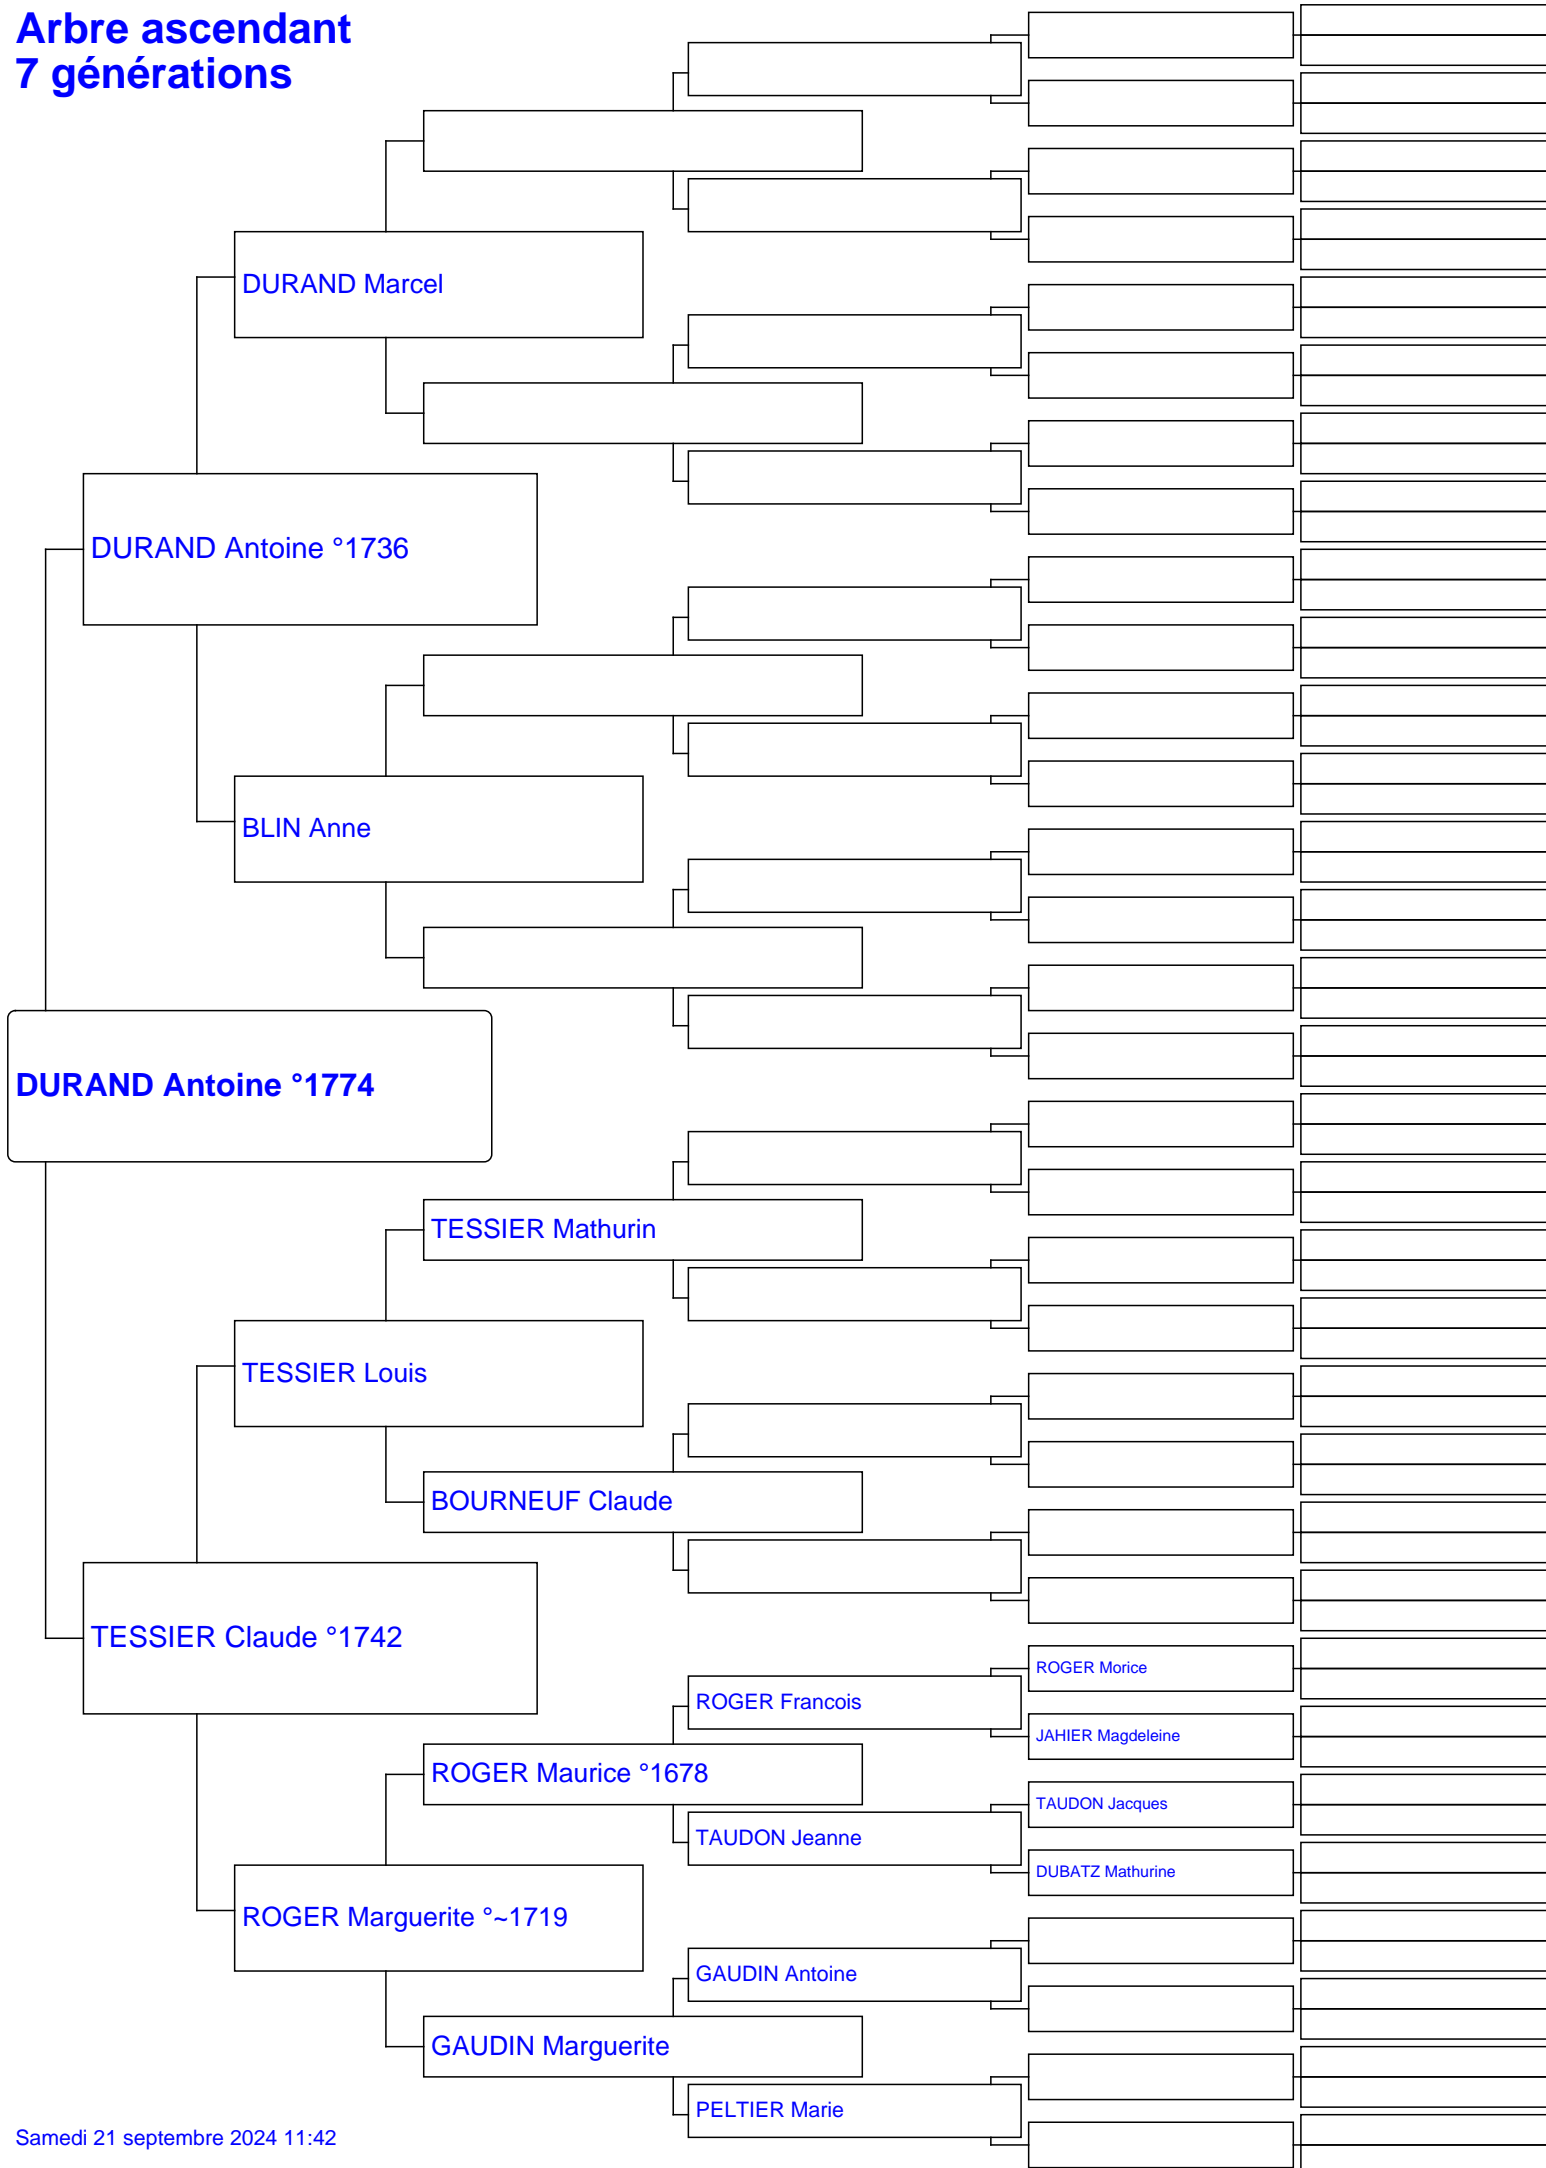 Arbre ascendant
7 générations
DURAND Marcel
DURAND Antoine °1736
BLIN Anne
DURAND Antoine °1774
TESSIER Mathurin
TESSIER Louis
BOURNEUF Claude
TESSIER Claude °1742
ROGER Morice
ROGER Francois
JAHIER Magdeleine
ROGER Maurice °1678
TAUDON Jacques
TAUDON Jeanne
DUBATZ Mathurine
ROGER Marguerite °~1719
GAUDIN Antoine
GAUDIN Marguerite
PELTIER Marie
Samedi 21 septembre 2024 11:42